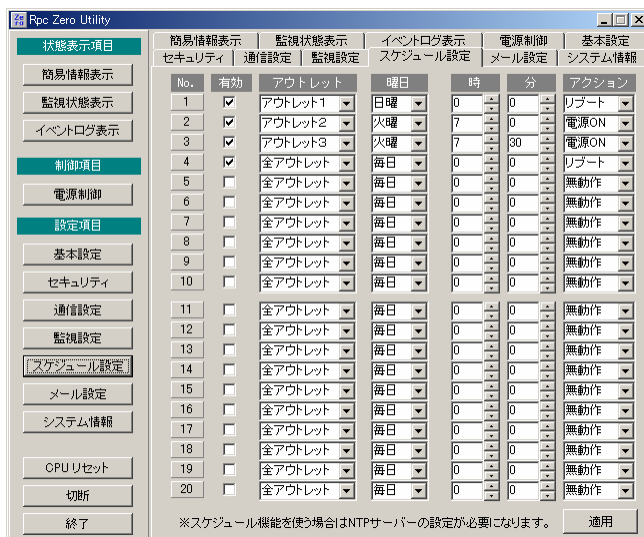 Ze ro Rpc Zero Utility
状態表示項目
簡易情報表示
監視状態表示
イベントログ表示
制御項目
電源制御
設定項目
基本設定
セキュリティ
通信設定
監視設定
スケジュール設定
メール設定
システム情報
CPUリセット
切断
終了
簡易情報表示 監視状態表示 イベントログ表示 電源制御 基本設定
セキュリティ 通信設定 監視設定 スケジュール設定 メール設定 システム情報
No. 有効 アウトレット 曜日 時 分 アクション
1 アウトレット1 日曜 0 0 リブート
2 アウトレット2 火曜 7 0 電源ON
3 アウトレット3 火曜 7 30 電源ON
4 全アウトレット 毎日 0 0 リブート
5 全アウトレット 毎日 0 0 無動作
6 全アウトレット 毎日 0 0 無動作
7 全アウトレット 毎日 0 0 無動作
8 全アウトレット 毎日 0 0 無動作
9 全アウトレット 毎日 0 0 無動作
10 全アウトレット 毎日 0 0 無動作
11 全アウトレット 毎日 0 0 無動作
12 全アウトレット 毎日 0 0 無動作
13 全アウトレット 毎日 0 0 無動作
14 全アウトレット 毎日 0 0 無動作
15 全アウトレット 毎日 0 0 無動作
16 全アウトレット 毎日 0 0 無動作
17 全アウトレット 毎日 0 0 無動作
18 全アウトレット 毎日 0 0 無動作
19 全アウトレット 毎日 0 0 無動作
20 全アウトレット 毎日 0 0 無動作
※スケジュール機能を使う場合はNTPサーバーの設定が必要になります。 適用